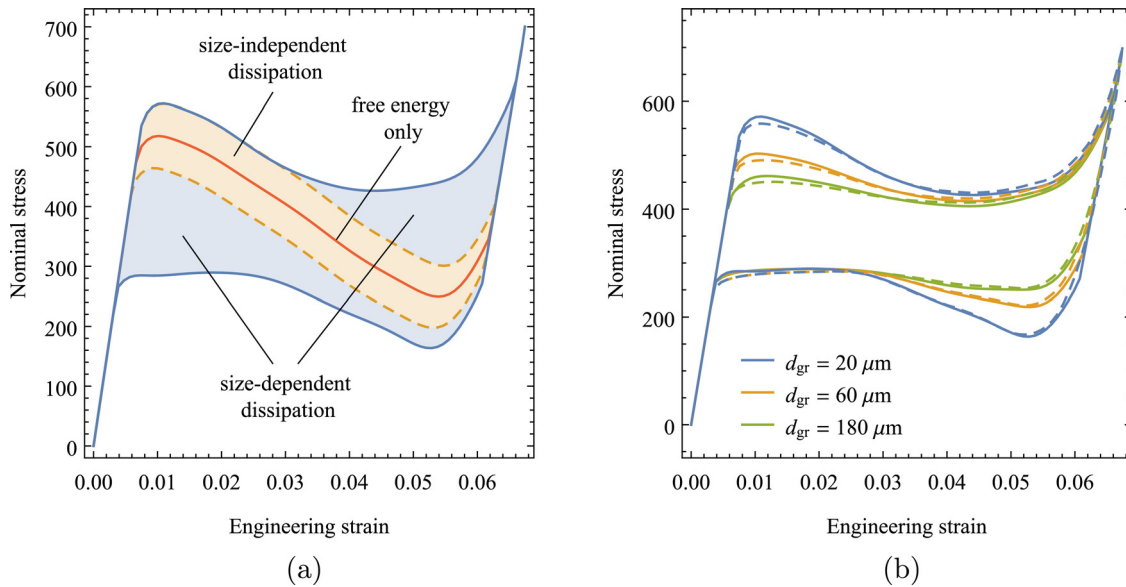 700
600
500
400
300
200
100
0
0.00 0.01 0.02 0.03 0.04 0.05 0.06
Nominal stress
Engineering strain
size-independent
dissipation
free energy
only
size-dependent
dissipation
(a)
600
400
200
0
0.00 0.01 0.02 0.03 0.04 0.05 0.06
Nominal stress
Engineering strain
d_gr = 20 μm
d_gr = 60 μm
d_gr = 180 μm
(b)